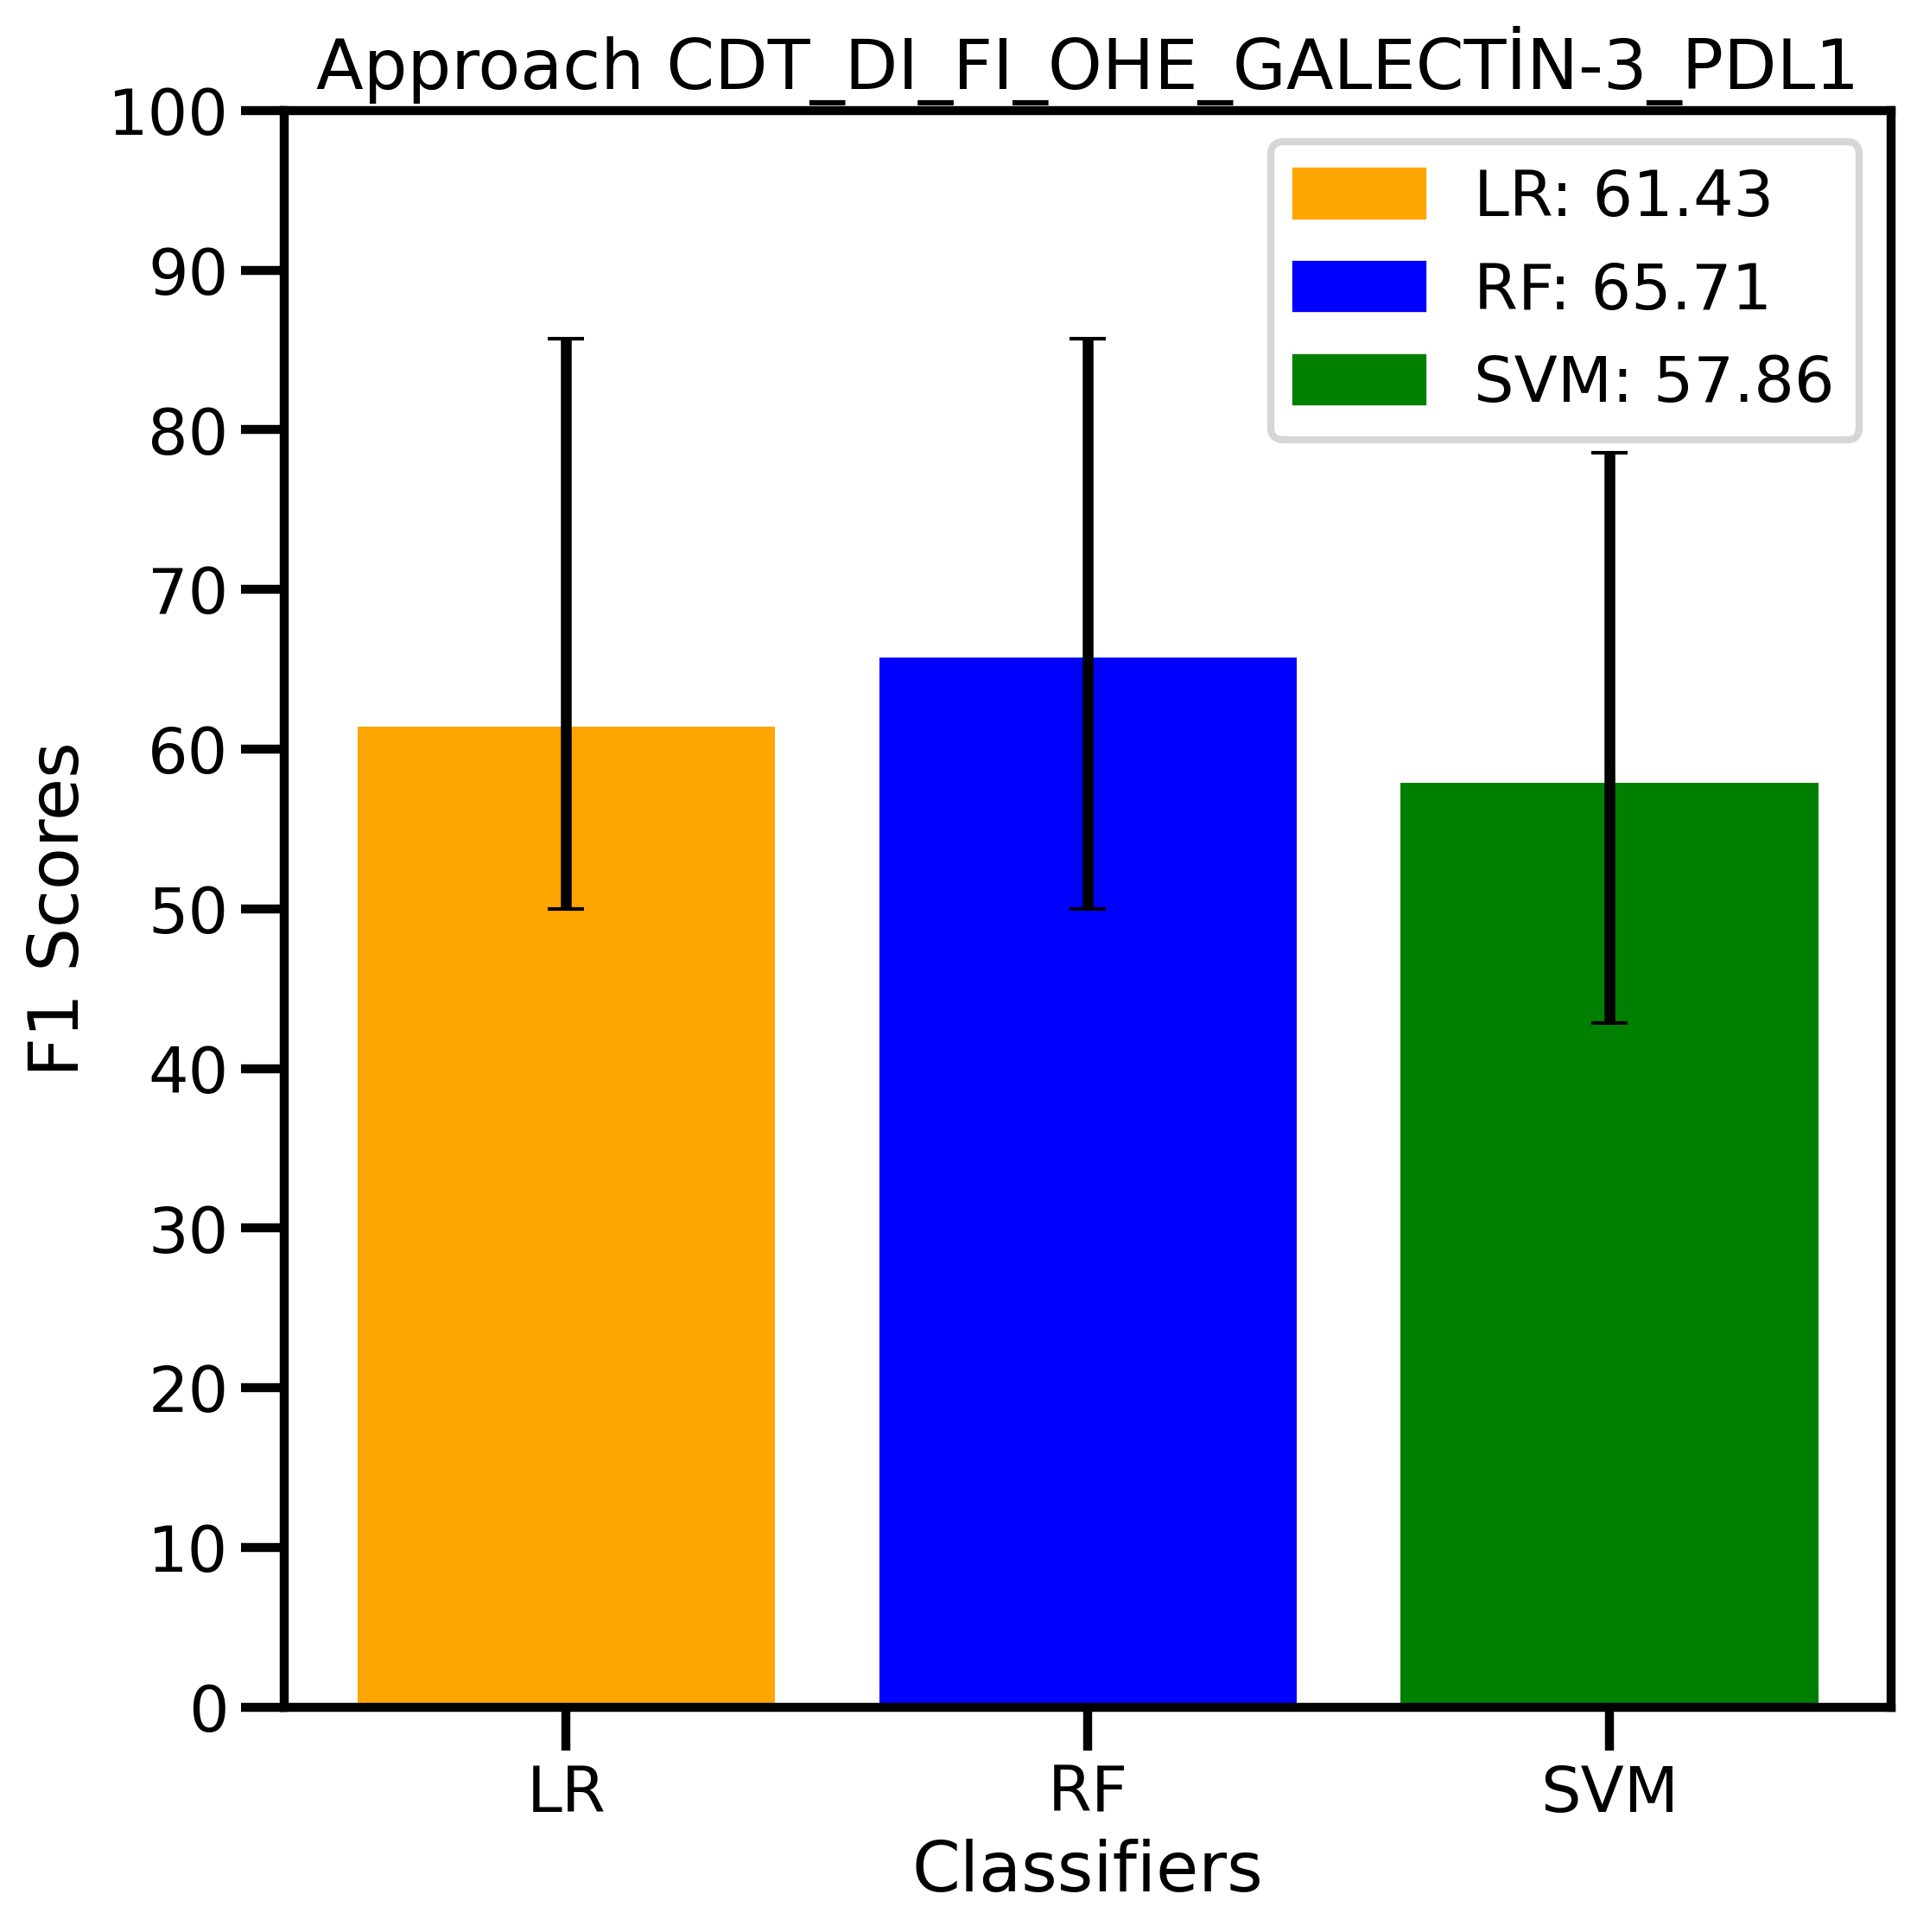 Approach CDT_DI_FI_OHE_GALECTİN-3_PDL1
100
90
80
70
60
50
40
30
20
10
0
F1 Scores
LR: 61.43
RF: 65.71
SVM: 57.86
LR
RF
SVM
Classifiers